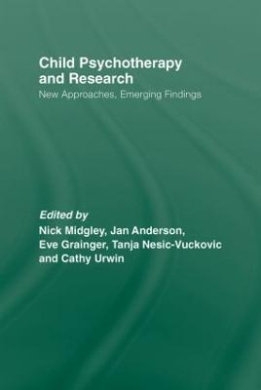 Child Psychotherapy
and Research
New Approaches, Emerging Findings
Edited by
Nick Midgley, Jan Anderson,
Eve Grainger, Tanja Nesic-Vuckovic
and Cathy Urwin